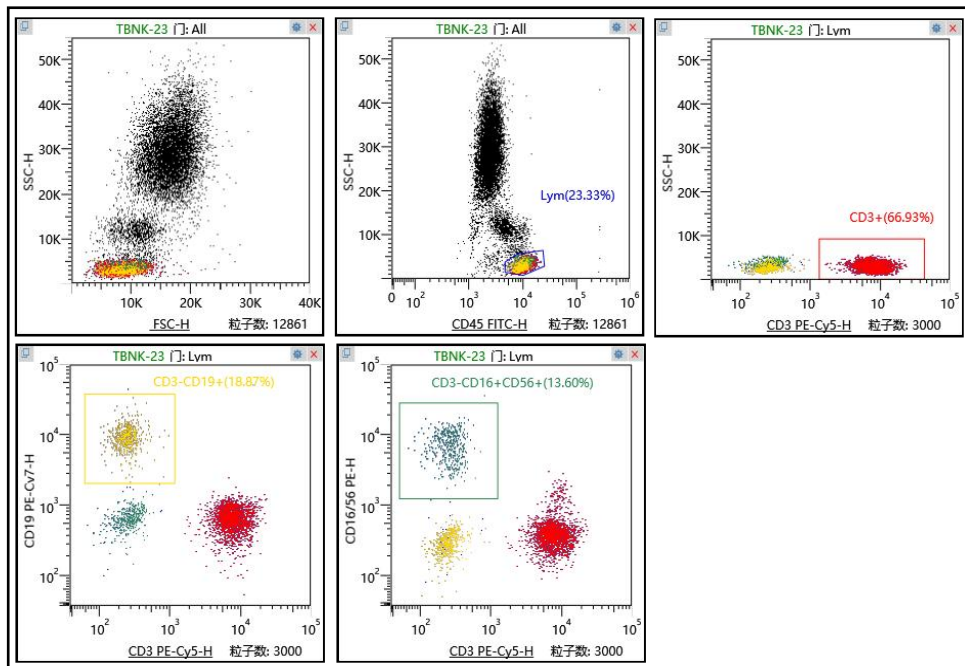 TBNK-23 门: All
SSC-H
50K
40K
30K
20K
10K
10K 20K 30K 40K
FSC-H 粒子数: 12861
TBNK-23 门: All
SSC-H
50K
40K
30K
20K
10K
Lym(23.33%)
0 10² 10³ 10⁴ 10⁵ 10⁶
CD45 FITC-H 粒子数: 12861
TBNK-23 门: Lym
SSC-H
50K
40K
30K
20K
10K
CD3+(66.93%)
10² 10³ 10⁴ 10⁵
CD3 PE-Cy5-H 粒子数: 3000
TBNK-23 门: Lym
CD19 PE-Cy7-H
10⁵
10⁴
10³
10²
CD3-CD19+(18.87%)
10² 10³ 10⁴ 10⁵
CD3 PE-Cy5-H 粒子数: 3000
TBNK-23 门: Lym
CD16/56 PE-H
10⁵
10⁴
10³
10²
CD3-CD16+CD56+(13.60%)
10² 10³ 10⁴ 10⁵
CD3 PE-Cy5-H 粒子数: 3000